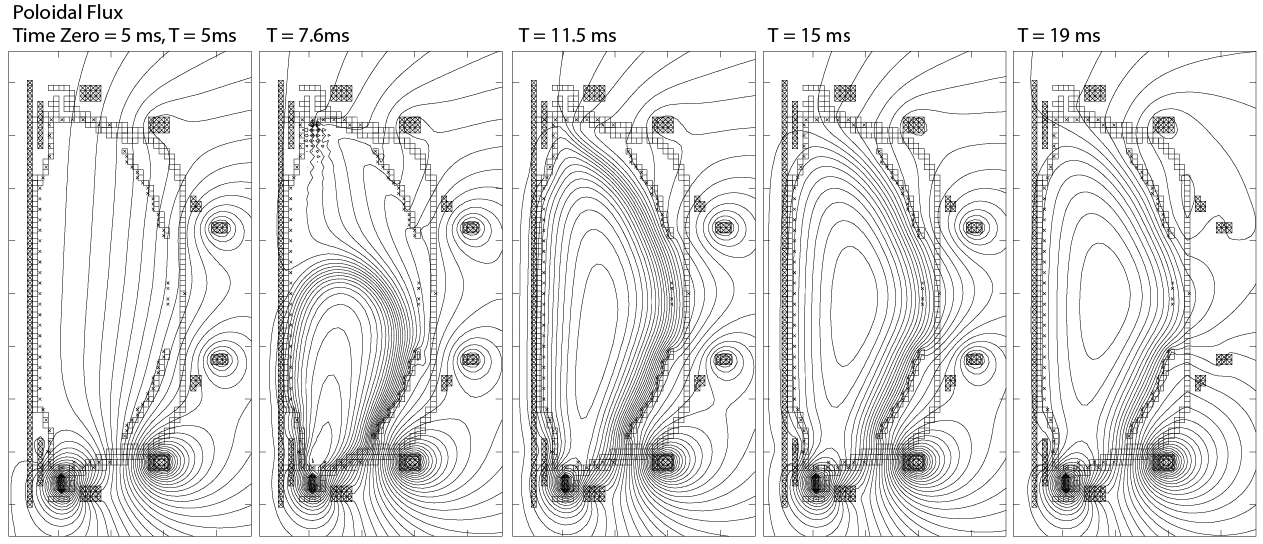 Poloidal Flux
Time Zero = 5 ms, T = 5ms
T = 7.6ms
T = 11.5 ms
T = 15 ms
T = 19 ms